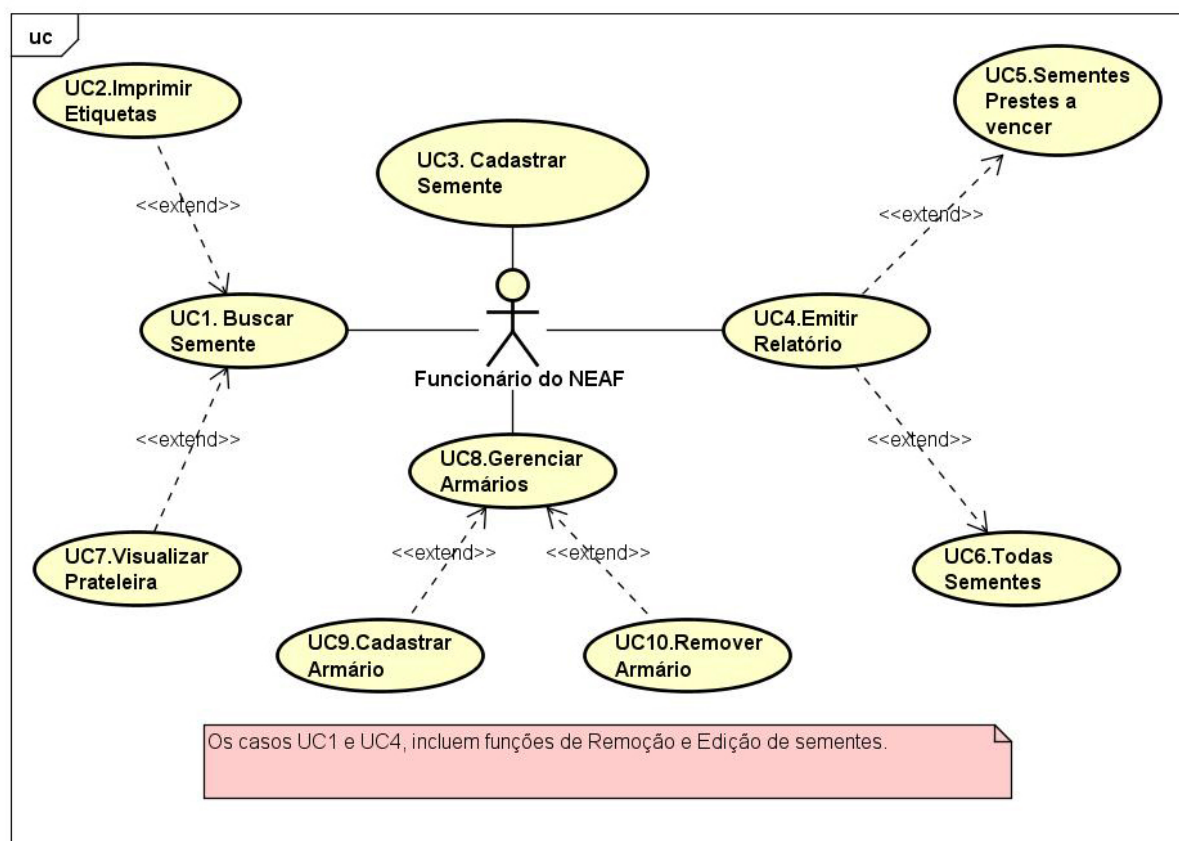 uc
UC2.Imprimir
Etiquetas
UC5.Sementes
Prestes a
vencer
UC3. Cadastrar
Semente
<<extend>>
<<extend>>
UC1. Buscar
Semente
UC4.Emitir
Relatório
Funcionário do NEAF
<<extend>>
<<extend>>
UC8.Gerenciar
Armários
UC7.Visualizar
Prateleira
<<extend>>
<<extend>>
UC6.Todas
Sementes
UC9.Cadastrar
Armário
UC10.Remover
Armário
Os casos UC1 e UC4, incluem funções de Remoção e Edição de sementes.